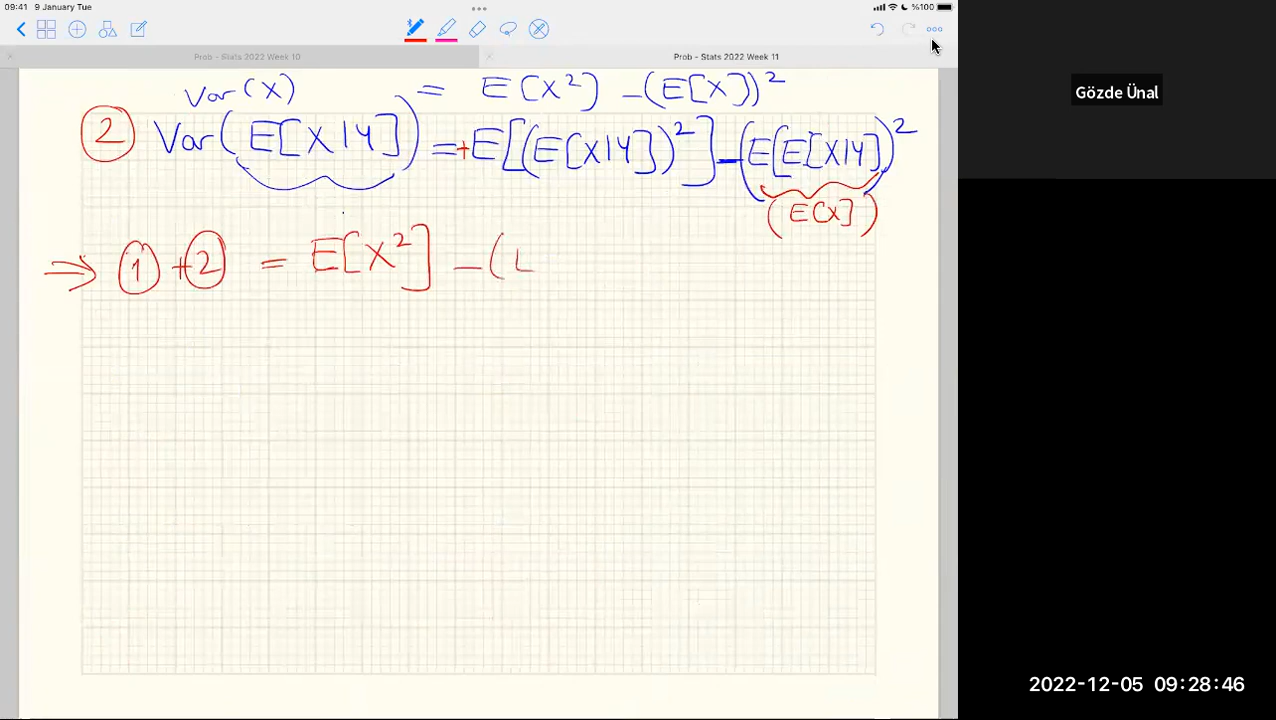 09:41 9 January Tue
%100
Prob - Stats 2022 Week 10
Prob - Stats 2022 Week 11
Var(X) = E[X²] - (E[X])²
② Var(E[X|Y]) = +E[(E[X|Y])²] - (E[E[X|Y]])²
(E[X])
⇒ ① + ② = E[X²] - (
Gözde Ünal
2022-12-05 09:28:46